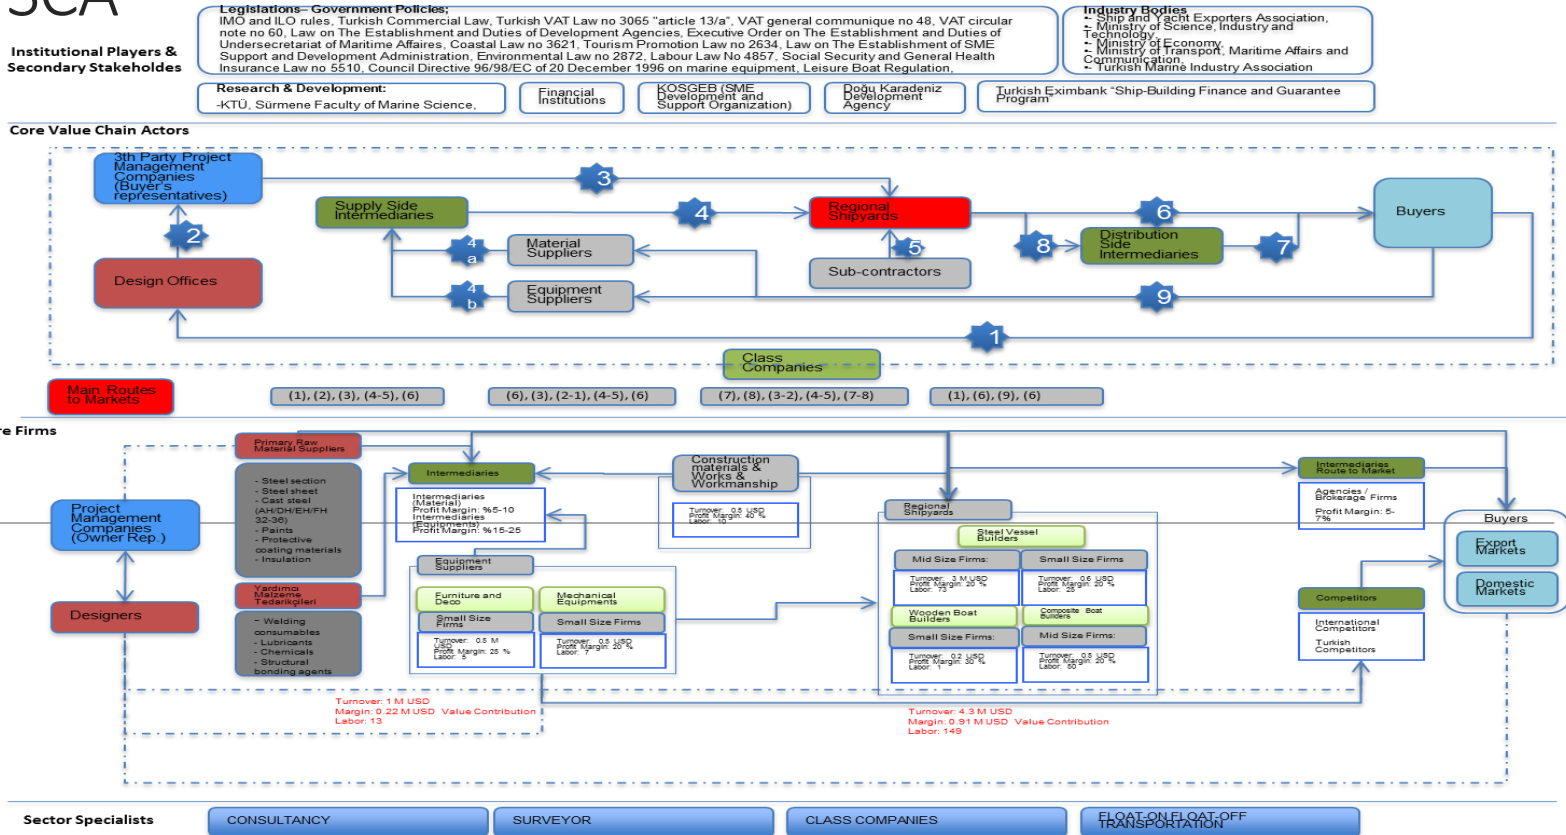 SCA
Institutional Players &
Secondary Stakeholdes
Legislations– Government Policies;
IMO and ILO rules, Turkish Commercial Law, Turkish VAT Law no 3065 "article 13/a", VAT general communique no 48, VAT circular
note no 60, Law on The Establishment and Duties of Development Agencies, Executive Order on The Establishment and Duties of
Undersecretariat of Maritime Affaires, Coastal Law no 3621, Tourism Promotion Law no 2634, Law on The Establishment of SME
Support and Development Administration, Environmental Law no 2872, Labour Law No 4857, Social Security and General Health
Insurance Law no 5510, Council Directive 96/98/EC of 20 December 1996 on marine equipment, Leisure Boat Regulation,
Industry Bodies
•- Ship and Yacht Exporters Association,
•- Ministry of Science, Industry and
Technology,
•- Ministry of Economy,
•- Ministry of Transport, Maritime Affairs and
Communication,
•- Turkish Marine Industry Association
Research & Development:
-KTÜ, Sürmene Faculty of Marine Science,
Financial
Institutions
KOSGEB (SME
Development and
Support Organization)
Doğu Karadeniz
Development
Agency
Turkish Eximbank “Ship-Building Finance and Guarantee
Program”
Core Value Chain Actors
3th Party Project
Management
Companies
(Buyer's
representatives)
3
Supply Side
Intermediaries
4
Regional
Shipyards
6
Buyers
2
4
a
Material
Suppliers
5
8
Distribution
Side
Intermediaries
7
Design Offices
Sub-contractors
4
b
Equipment
Suppliers
9
1
Class
Companies
Main Routes
to Markets
(1), (2), (3), (4-5), (6)
(6), (3), (2-1), (4-5), (6)
(7), (8), (3-2), (4-5), (7-8)
(1), (6), (9), (6)
re Firms
Primary Raw
Material Suppliers
- Steel section
- Steel sheet
- Cast steel
(AH/DH/EH/FH
32-36)
- Paints
- Protective
coating materials
- Insulation
Yardımcı
Malzeme
Tedarikçileri
- Welding
consumables
- Lubricants
- Chemicals
- Structural
bonding agents
Project
Management
Companies
(Owner Rep.)
Designers
Intermediaries
Intermediaries
(Material)
Profit Margin: %5-10
Intermediaries
(Equipments)
Profit Margin: %15-25
Construction
materials &
Works &
Workmanship
Turnover: 0.5 USD
Profit Margin: 40 %
Labor: 10
Equipment
Suppliers
Furniture and
Deco
Small Size
Firms
Turnover: 0.5 M
USD
Profit Margin: 25 %
Labor: 5
Mechanical
Equipments
Small Size Firms
Turnover: 0.5 USD
Profit Margin: 20 %
Labor: 7
Regional
Shipyards
Steel Vessel
Builders
Mid Size Firms:
Turnover: 3 M USD
Profit Margin: 20 %
Labor: 73
Small Size Firms
Turnover: 0.6 USD
Profit Margin: 20 %
Labor: 25
Wooden Boat
Builders
Small Size Firms:
Turnover: 0.2 USD
Profit Margin: 30 %
Labor: 1
Composite Boat
Builders
Mid Size Firms:
Turnover: 0.5 USD
Profit Margin: 20 %
Labor: 50
Intermediaries
Route to Market
Agencies /
Brokerage Firms
Profit Margin: 5-
7%
Buyers
Export
Markets
Domestic
Markets
Competitors
International
Competitors
Turkish
Competitors
Turnover: 1 M USD
Margin: 0.22 M USD Value Contribution
Labor: 13
Turnover: 4.3 M USD
Margin: 0.91 M USD Value Contribution
Labor: 149
Sector Specialists
CONSULTANCY
SURVEYOR
CLASS COMPANIES
FLOAT-ON FLOAT-OFF
TRANSPORTATION